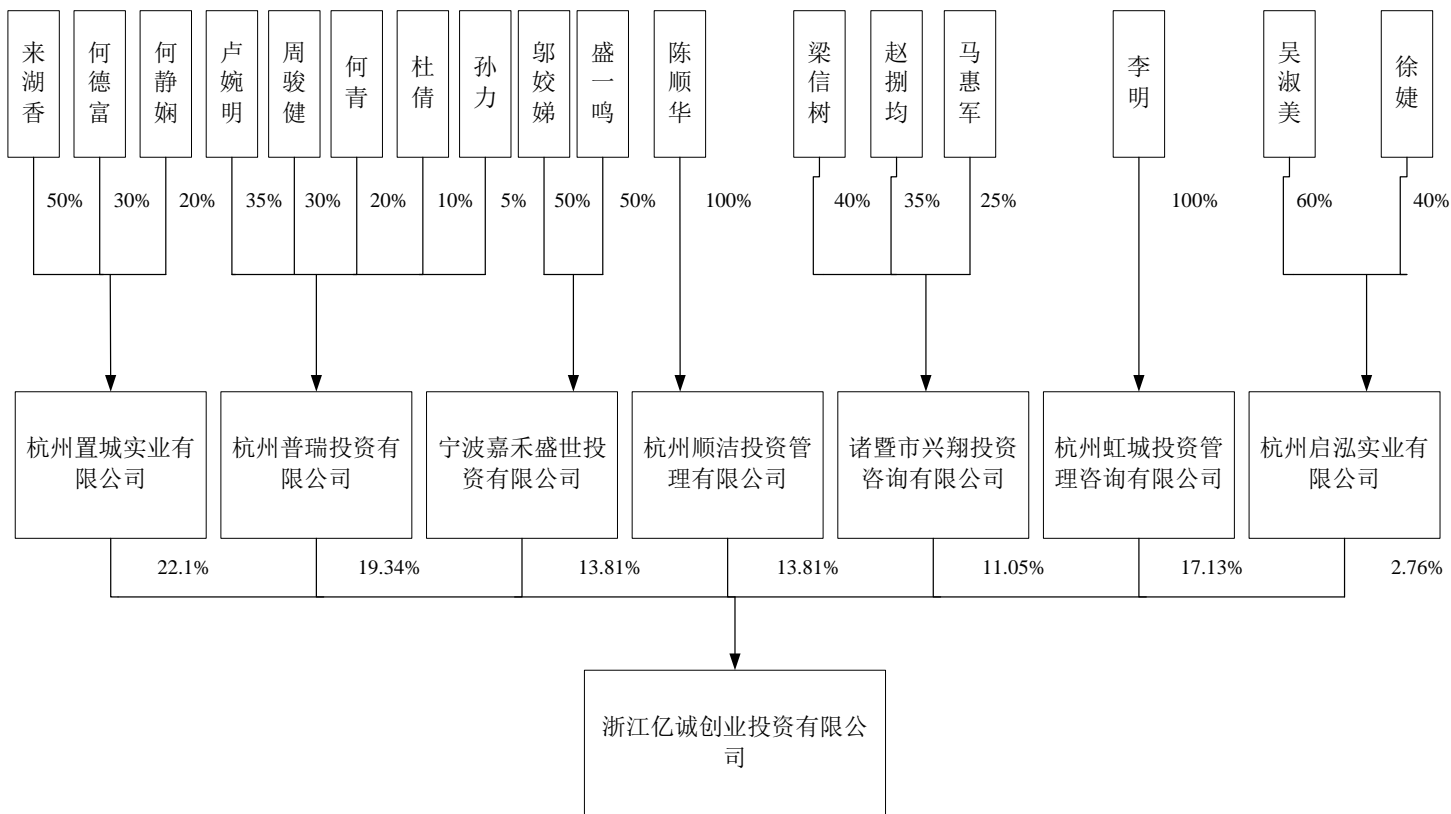 来湖香
何德富
何静娴
卢婉明
周骏健
何青
杜倩
孙力
邬姣娣
盛一鸣
陈顺华
梁信树
赵捌均
马惠军
李明
吴淑美
徐婕
50%
30%
20%
35%
30%
20%
10%
5%
50%
50%
100%
40%
35%
25%
100%
60%
40%
杭州置城实业有
限公司
杭州普瑞投资有
限公司
宁波嘉禾盛世投
资有限公司
杭州顺洁投资管
理有限公司
诸暨市兴翔投资
咨询有限公司
杭州虹城投资管
理咨询有限公司
杭州启泓实业有
限公司
22.1%
19.34%
13.81%
13.81%
11.05%
17.13%
2.76%
浙江亿诚创业投资有限公
司